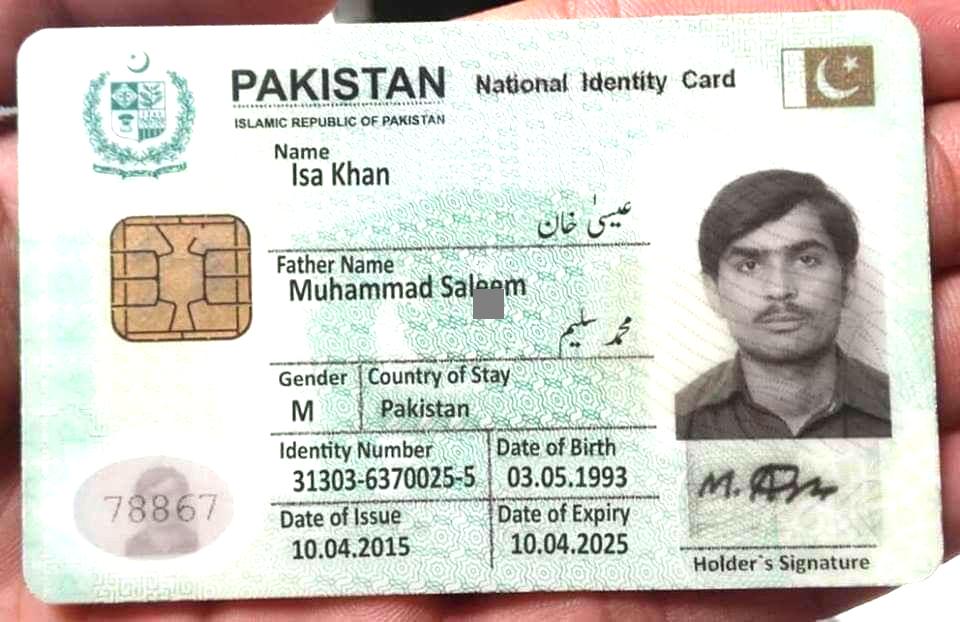 PAKISTAN National Identity Card
ISLAMIC REPUBLIC OF PAKISTAN
Name
Isa Khan
عیسیٰ خان
Father Name
Muhammad Saleem
محمد سلیم
Gender Country of Stay
M Pakistan
Identity Number Date of Birth
31303-6370025-5 03.05.1993
Date of Issue Date of Expiry
10.04.2015 10.04.2025
78867
Holder`s Signature